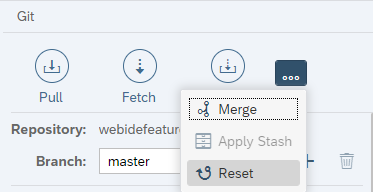 Git
Pull
Fetch
Merge
Repository: webidefeatur
Apply Stash
Branch: master
Reset